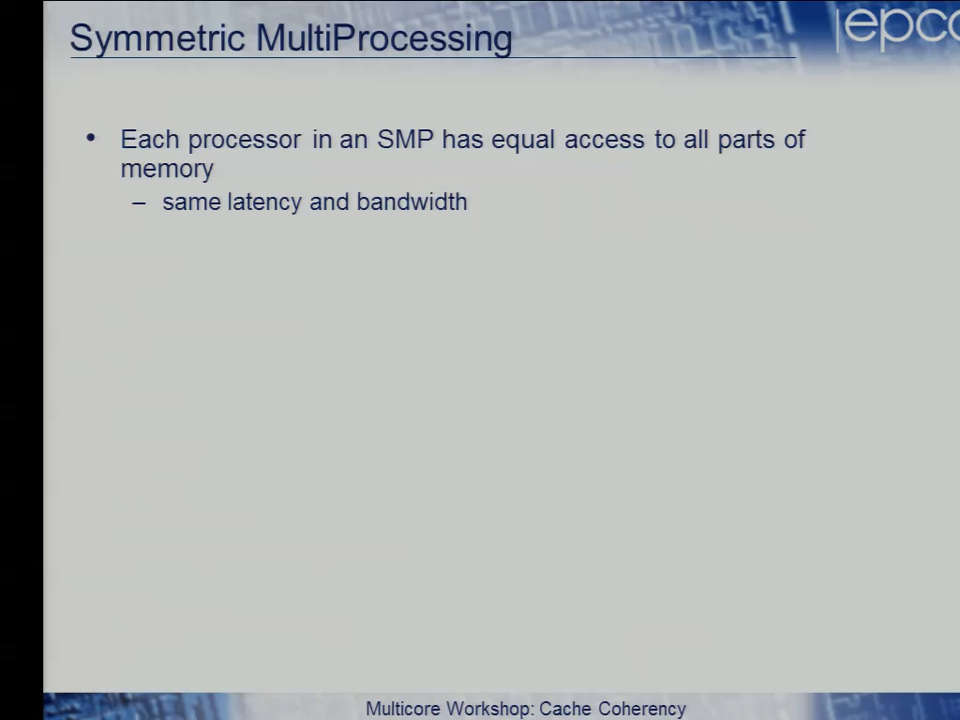 Symmetric MultiProcessing
|epc
• Each processor in an SMP has equal access to all parts of
memory
– same latency and bandwidth
Multicore Workshop: Cache Coherency